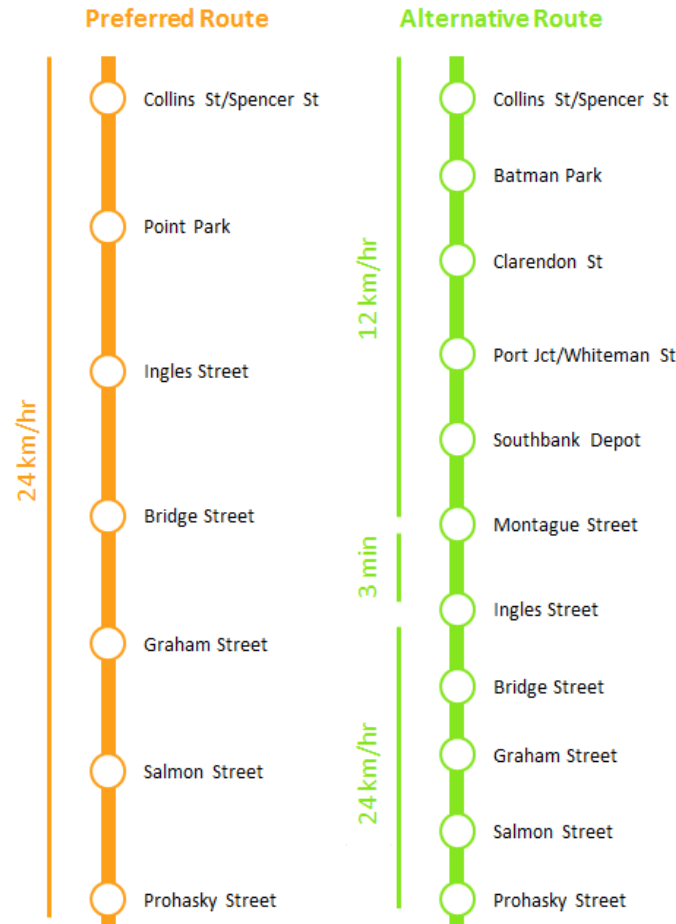 Preferred Route
Collins St/Spencer St
Point Park
Ingles Street
24 km/hr
Bridge Street
Graham Street
Salmon Street
Prohasky Street
Alternative Route
Collins St/Spencer St
Batman Park
Clarendon St
12 km/hr
Port Jct/Whiteman St
Southbank Depot
Montague Street
3 min
Ingles Street
Bridge Street
Graham Street
24 km/hr
Salmon Street
Prohasky Street